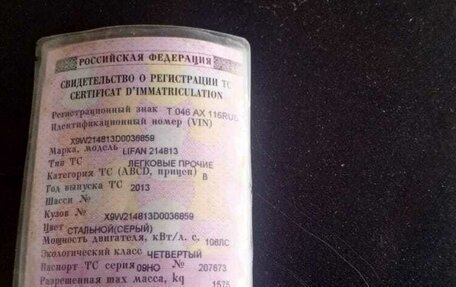 РОССИЙСКАЯ ФЕДЕРАЦИЯ
СВИДЕТЕЛЬСТВО О РЕГИСТРАЦИИ ТС
CERTIFICAT D'IMMATRICULATION
Регистрационный знак Т 046 АХ 116RUS
Идентификационный номер (VIN)
X9W214813D0036859
Марка, модель LIFAN 214813
Тип ТС ЛЕГКОВЫЕ ПРОЧИЕ
Категория ТС (ABCD, прицеп) В
Год выпуска ТС 2013
Шасси №
Кузов № X9W214813D0036859
Цвет СТАЛЬНОЙ(СЕРЫЙ)
Мощность двигателя, кВт/л. с. 106ЛС
Экологический класс ЧЕТВЕРТЫЙ
Паспорт ТС серия 09НО № 207673
Разрешенная max масса, kg 1575